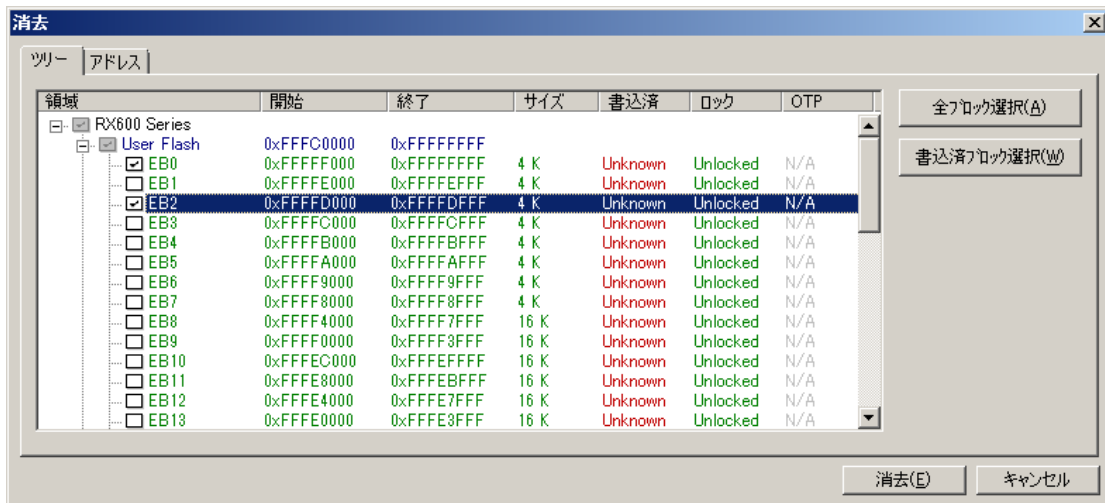 消去
ツリー アドレス
領域 開始 終了 サイズ 書込済 ロック OTP
RX600 Series
User Flash 0xFFFC0000 0xFFFFFFFF
EB0 0xFFFFF000 0xFFFFFFFF 4 K Unknown Unlocked N/A
EB1 0xFFFFE000 0xFFFFEFFF 4 K Unknown Unlocked N/A
EB2 0xFFFFD000 0xFFFFDFFF 4 K Unknown Unlocked N/A
EB3 0xFFFFC000 0xFFFFCFFF 4 K Unknown Unlocked N/A
EB4 0xFFFFB000 0xFFFFBFFF 4 K Unknown Unlocked N/A
EB5 0xFFFFA000 0xFFFFAFFF 4 K Unknown Unlocked N/A
EB6 0xFFFF9000 0xFFFF9FFF 4 K Unknown Unlocked N/A
EB7 0xFFFF8000 0xFFFF8FFF 4 K Unknown Unlocked N/A
EB8 0xFFFF4000 0xFFFF7FFF 16 K Unknown Unlocked N/A
EB9 0xFFFF0000 0xFFFF3FFF 16 K Unknown Unlocked N/A
EB10 0xFFFEC000 0xFFFEFFFF 16 K Unknown Unlocked N/A
EB11 0xFFFE8000 0xFFFEBFFF 16 K Unknown Unlocked N/A
EB12 0xFFFE4000 0xFFFE7FFF 16 K Unknown Unlocked N/A
EB13 0xFFFE0000 0xFFFE3FFF 16 K Unknown Unlocked N/A
全ブロック選択(A)
書込済ブロック選択(W)
消去(E) キャンセル